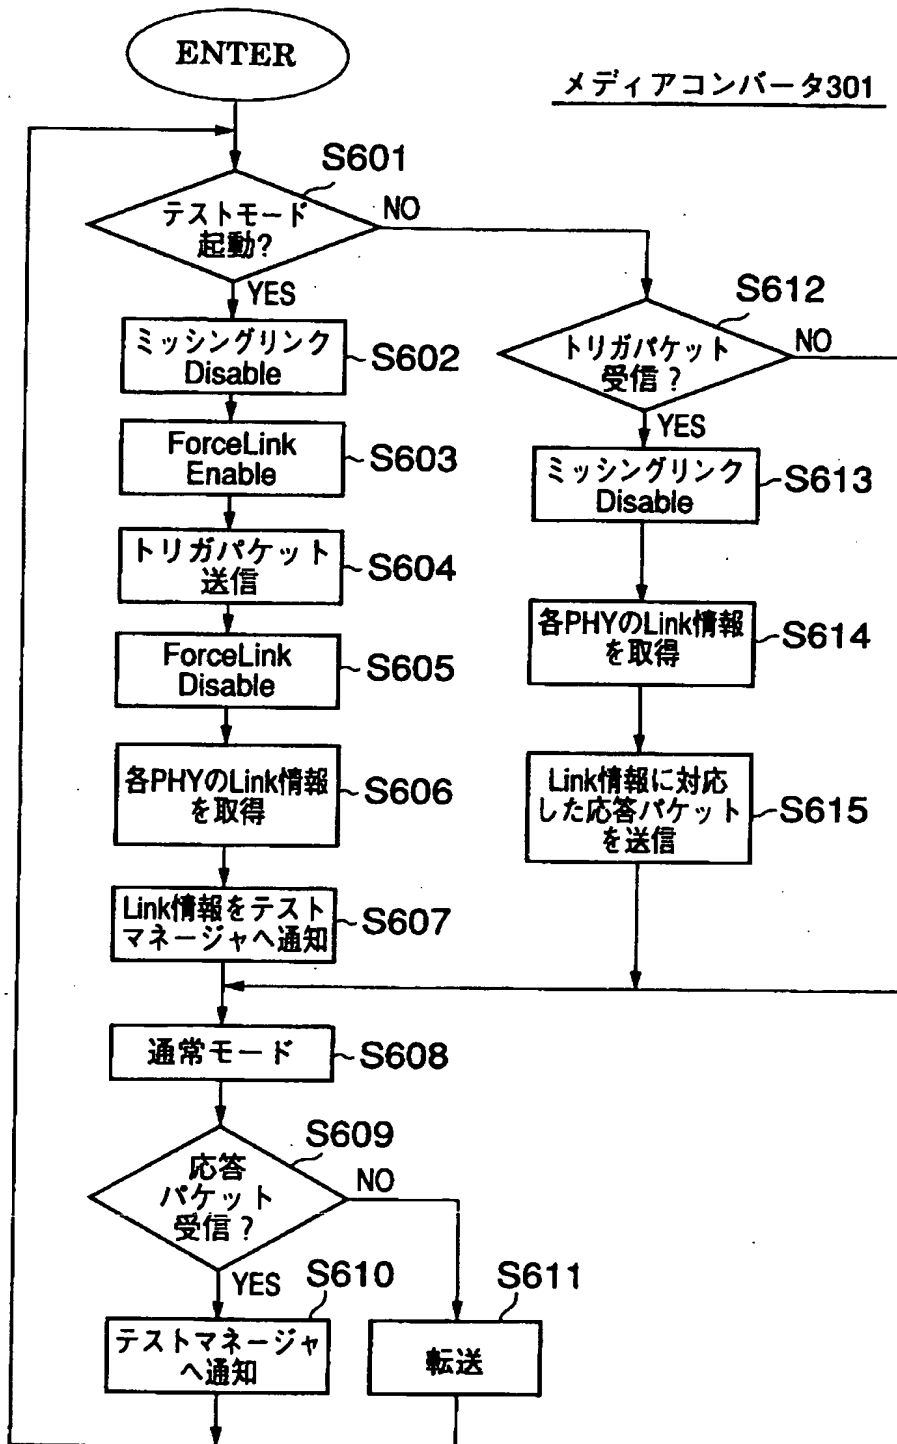 ENTER
メディアコンバータ301
S601
テストモード
起動?
NO
YES
ミッシングリンク
Disable
S602
ForceLink
Enable
S603
トリガパケット
送信
S604
ForceLink
Disable
S605
各PHYのLink情報
を取得
S606
Link情報をテスト
マネージャへ通知
S607
S612
トリガパケット
受信?
NO
YES
ミッシングリンク
Disable
S613
各PHYのLink情報
を取得
S614
Link情報に対応
した応答パケット
を送信
S615
通常モード
S608
S609
応答
パケット
受信?
NO
YES
S610
テストマネージャ
へ通知
S611
転送